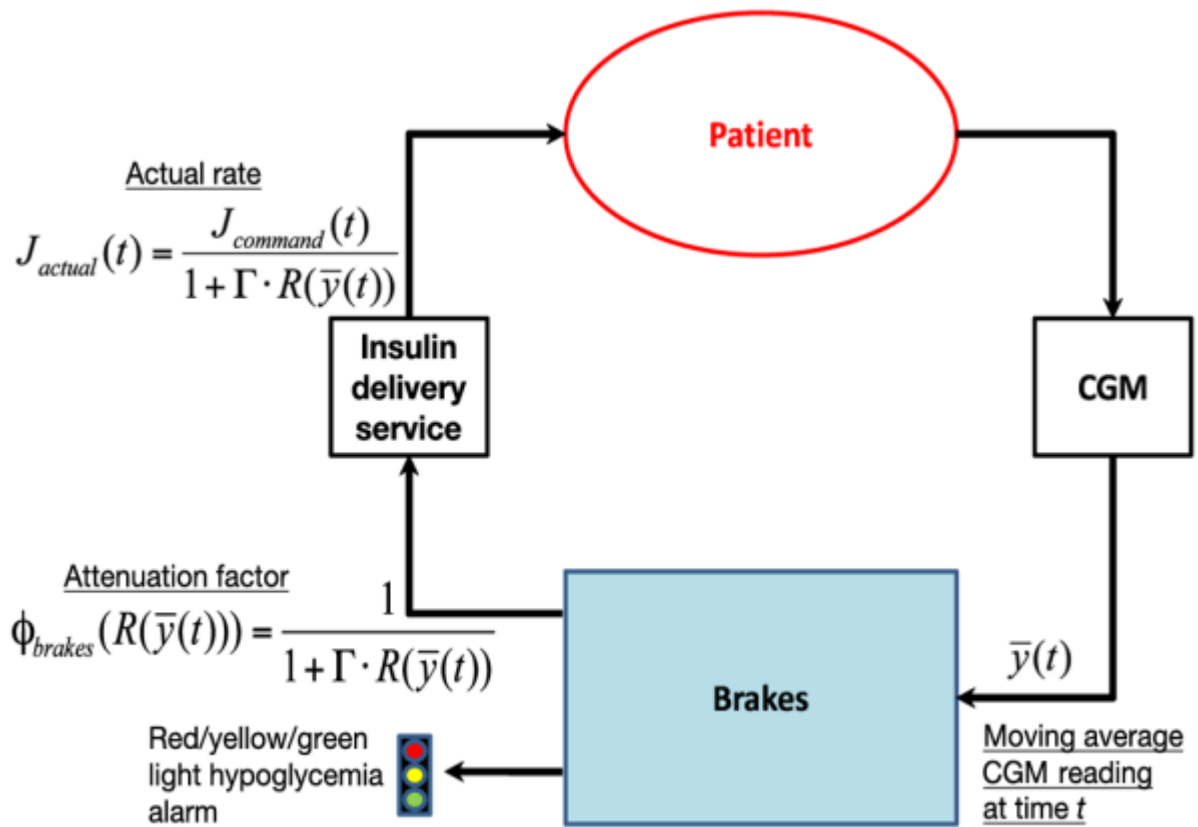 Patient
Actual rate
J_actual(t) = J_command(t) / (1 + Γ · R(y̅(t)))
Insulin
delivery
service
CGM
Attenuation factor
ϕ_brakes(R(y̅(t))) = 1 / (1 + Γ · R(y̅(t)))
Brakes
y̅(t)
Moving average
CGM reading
at time t
Red/yellow/green
light hypoglycemia
alarm